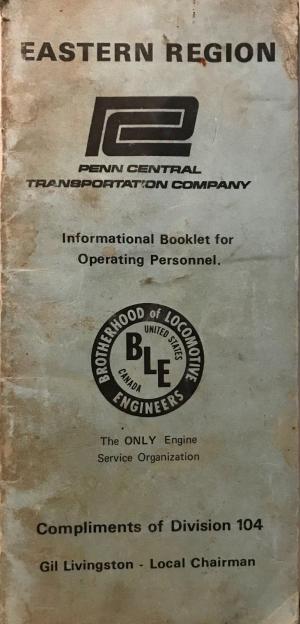 EASTERN REGION
PC
PENN CENTRAL
TRANSPORTATION COMPANY
Informational Booklet for
Operating Personnel.
BROTHERHOOD of LOCOMOTIVE
ENGINEERS
UNITED STATES
BLE
CANADA
The ONLY Engine
Service Organization
Compliments of Division 104
Gil Livingston - Local Chairman